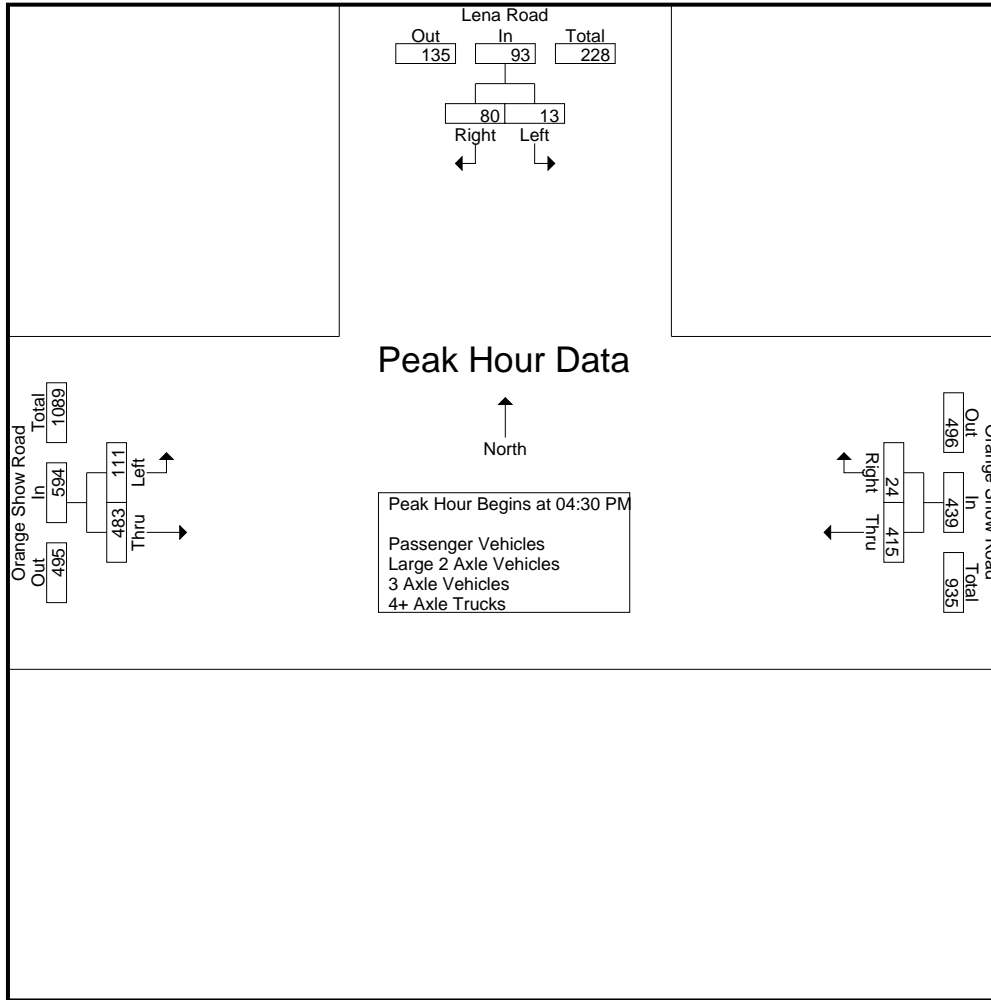 Lena Road
Out In Total
135 93 228
80 13
Right Left
Peak Hour Data
North
Peak Hour Begins at 04:30 PM
Passenger Vehicles
Large 2 Axle Vehicles
3 Axle Vehicles
4+ Axle Trucks
Orange Show Road
Out In Total
495 594 1089
Thru Left
483 111
Orange Show Road
Out In Total
496 439 935
Right Thru
24 415